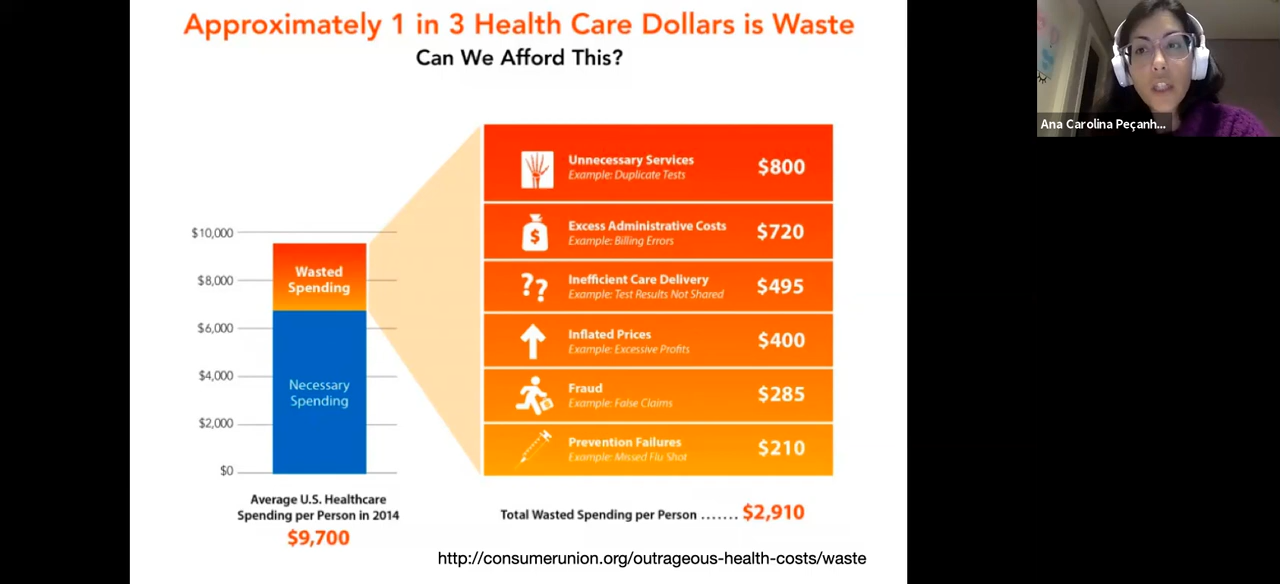 Approximately 1 in 3 Health Care Dollars is Waste
Can We Afford This?
Ana Carolina Peçanh...
Unnecessary Services
Example: Duplicate Tests
$800
$
Excess Administrative Costs
Example: Billing Errors
$720
??
Inefficient Care Delivery
Example: Test Results Not Shared
$495
Inflated Prices
Example: Excessive Profits
$400
Fraud
Example: False Claims
$285
Prevention Failures
Example: Missed Flu Shot
$210
$10,000
$8,000
$6,000
$4,000
$2,000
$0
Wasted
Spending
Necessary
Spending
Average U.S. Healthcare
Spending per Person in 2014
$9,700
Total Wasted Spending per Person ....... $2,910
http://consumerunion.org/outrageous-health-costs/waste